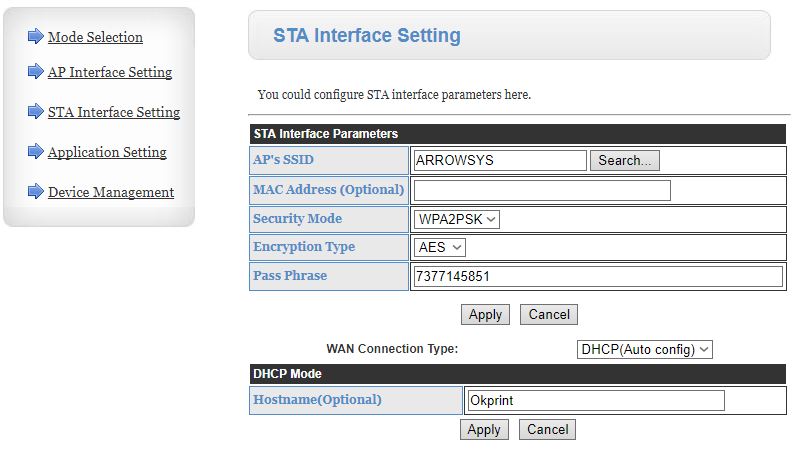 Mode Selection
AP Interface Setting
STA Interface Setting
Application Setting
Device Management
STA Interface Setting
You could configure STA interface parameters here.
STA Interface Parameters
AP's SSID ARROWSYS Search...
MAC Address (Optional)
Security Mode WPA2PSK
Encryption Type AES
Pass Phrase 7377145851
Apply Cancel
WAN Connection Type: DHCP(Auto config)
DHCP Mode
Hostname(Optional) Okprint
Apply Cancel